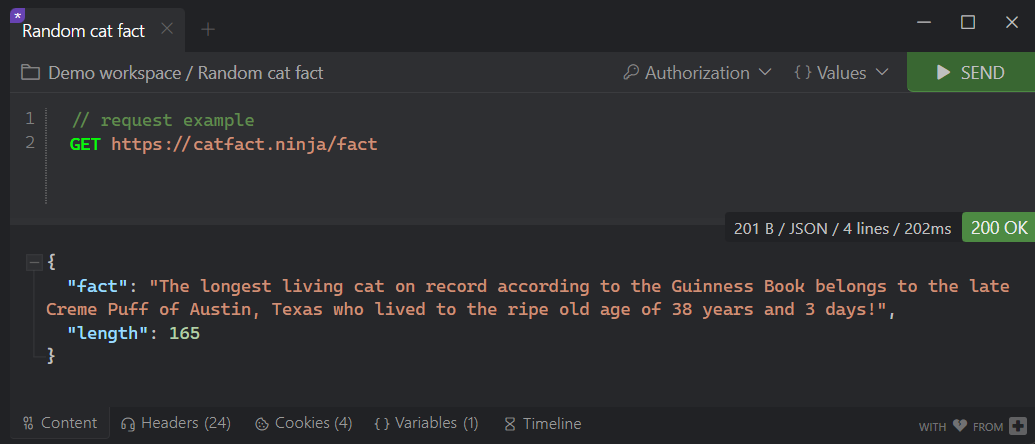 * Random cat fact
Demo workspace / Random cat fact Authorization {} Values SEND
1 // request example
2 GET https://catfact.ninja/fact
201 B / JSON / 4 lines / 202ms 200 OK
{
"fact": "The longest living cat on record according to the Guinness Book belongs to the late
Creme Puff of Austin, Texas who lived to the ripe old age of 38 years and 3 days!",
"length": 165
}
01 10 Content Headers (24) Cookies (4) {} Variables (1) Timeline WITH FROM